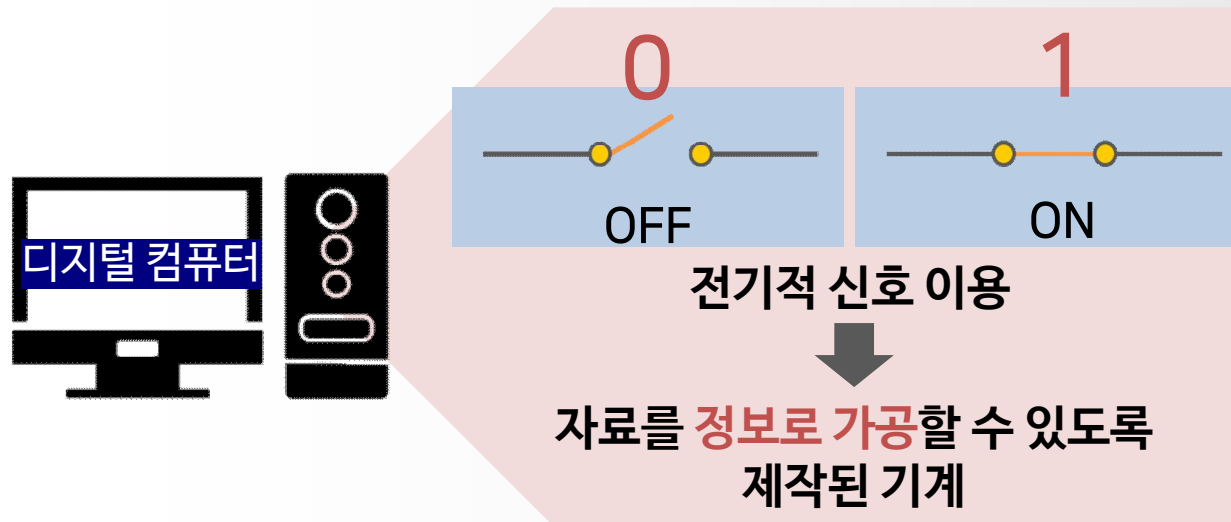 0
1
OFF
ON
디지털 컴퓨터
전기적 신호 이용
자료를 정보로 가공할 수 있도록
제작된 기계